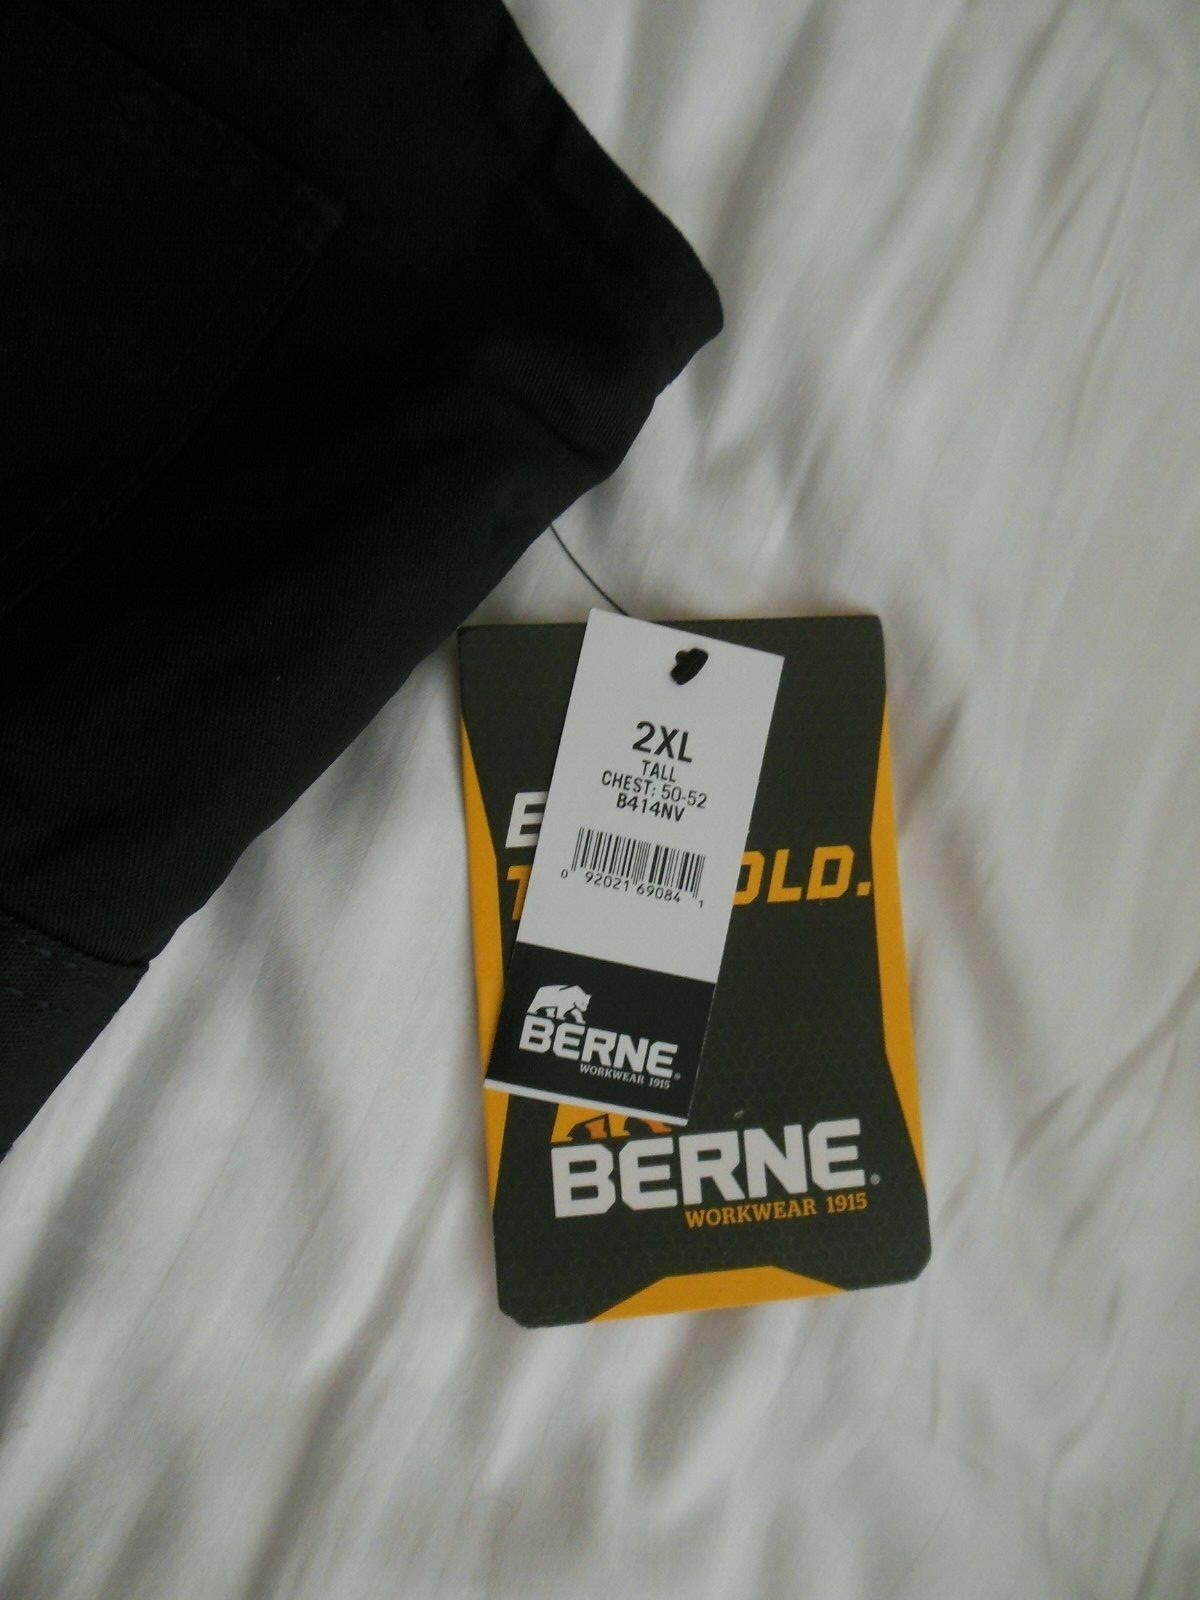 2XL
TALL
CHEST: 50-52
B414NV
0 92021 69084 1
OLD.
BERNE
WORKWEAR 1915
BERNE
WORKWEAR 1915